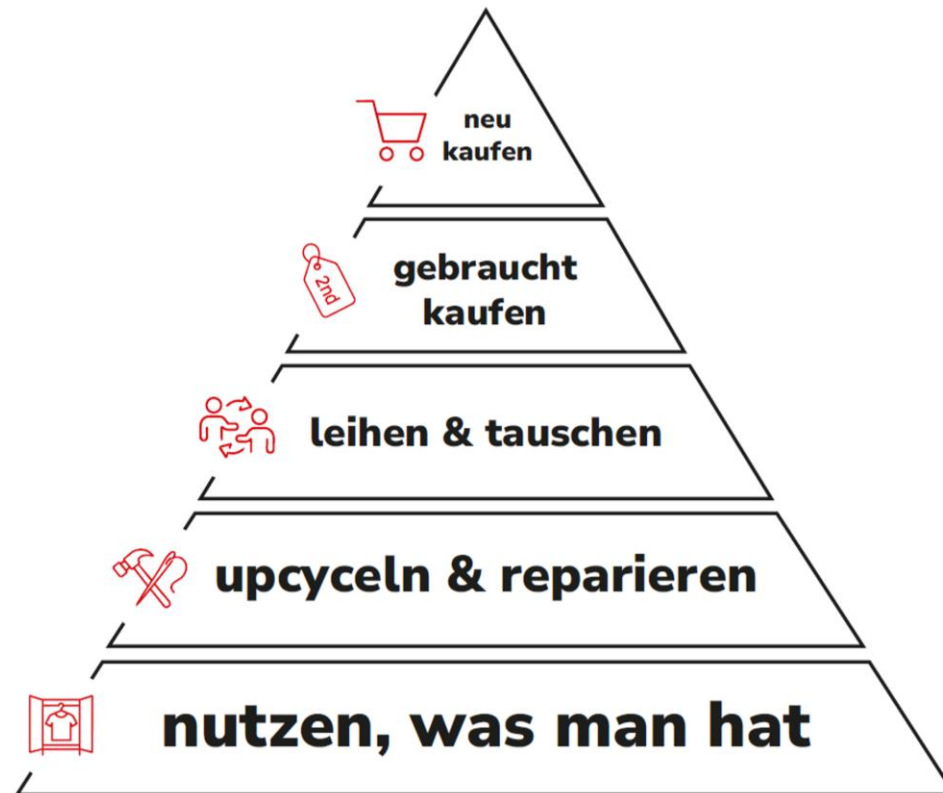 neu
kaufen
gebraucht
kaufen
2nd
leihen & tauschen
upcyceln & reparieren
nutzen, was man hat